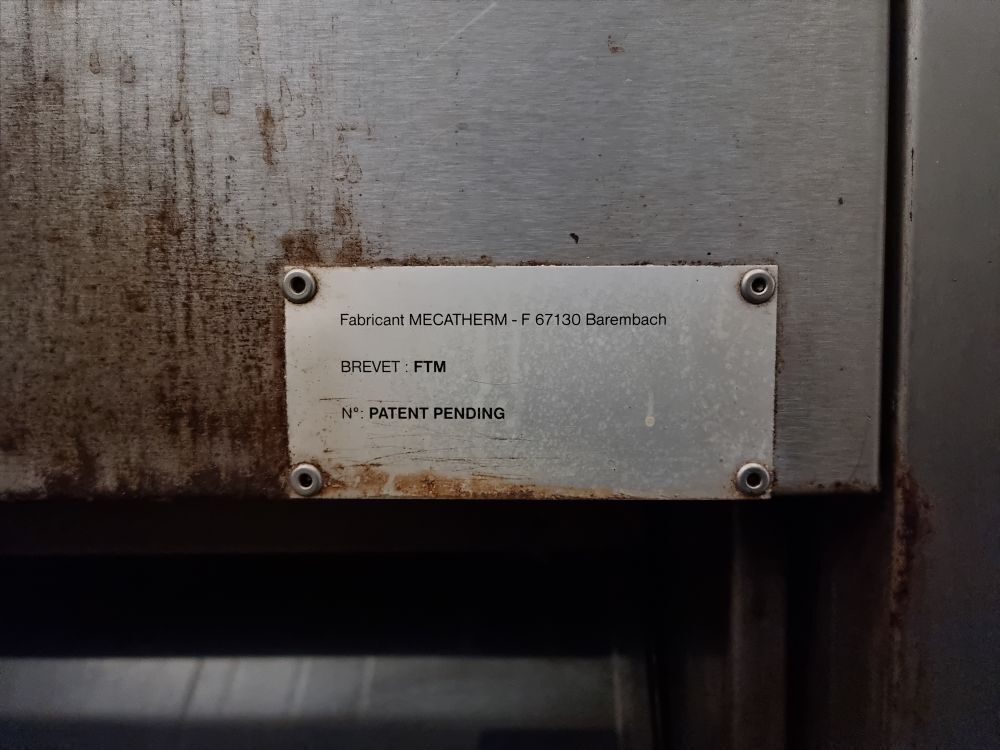 Fabricant MECATHERM - F 67130 Barembach
BREVET : FTM
N°: PATENT PENDING